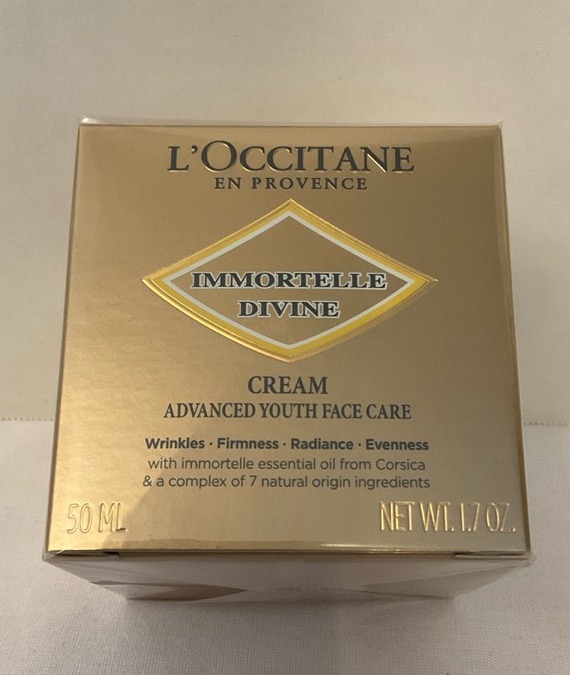 L'OCCITANE
EN PROVENCE
IMMORTELLE
DIVINE
CREAM
ADVANCED YOUTH FACE CARE
Wrinkles · Firmness · Radiance · Evenness
with immortelle essential oil from Corsica
& a complex of 7 natural origin ingredients
50 ML
NET WT. 1.7 OZ.